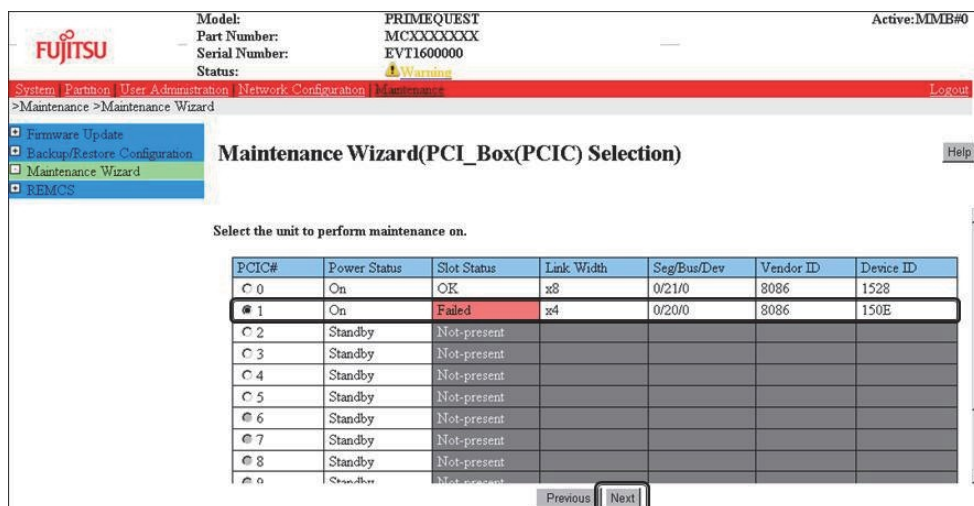 Model: PRIMEQUEST Active:MMB#0
Part Number: MCXXXXXXX
FUJITSU
Serial Number: EVT1600000
Status: Warning
System | Partition | User Administration | Network Configuration | Maintenance Logout
>Maintenance >Maintenance Wizard
Firmware Update
Backup/Restore Configuration
Maintenance Wizard
REMCS
Maintenance Wizard(PCI_Box(PCIC) Selection)
Help
Select the unit to perform maintenance on.
PCIC# Power Status Slot Status Link Width Seg/Bus/Dev Vendor ID Device ID
0 On OK x8 0/21/0 8086 1528
1 On Failed x4 0/20/0 8086 150E
2 Standby Not-present
3 Standby Not-present
4 Standby Not-present
5 Standby Not-present
6 Standby Not-present
7 Standby Not-present
8 Standby Not-present
9 Standby Not-present
Previous Next